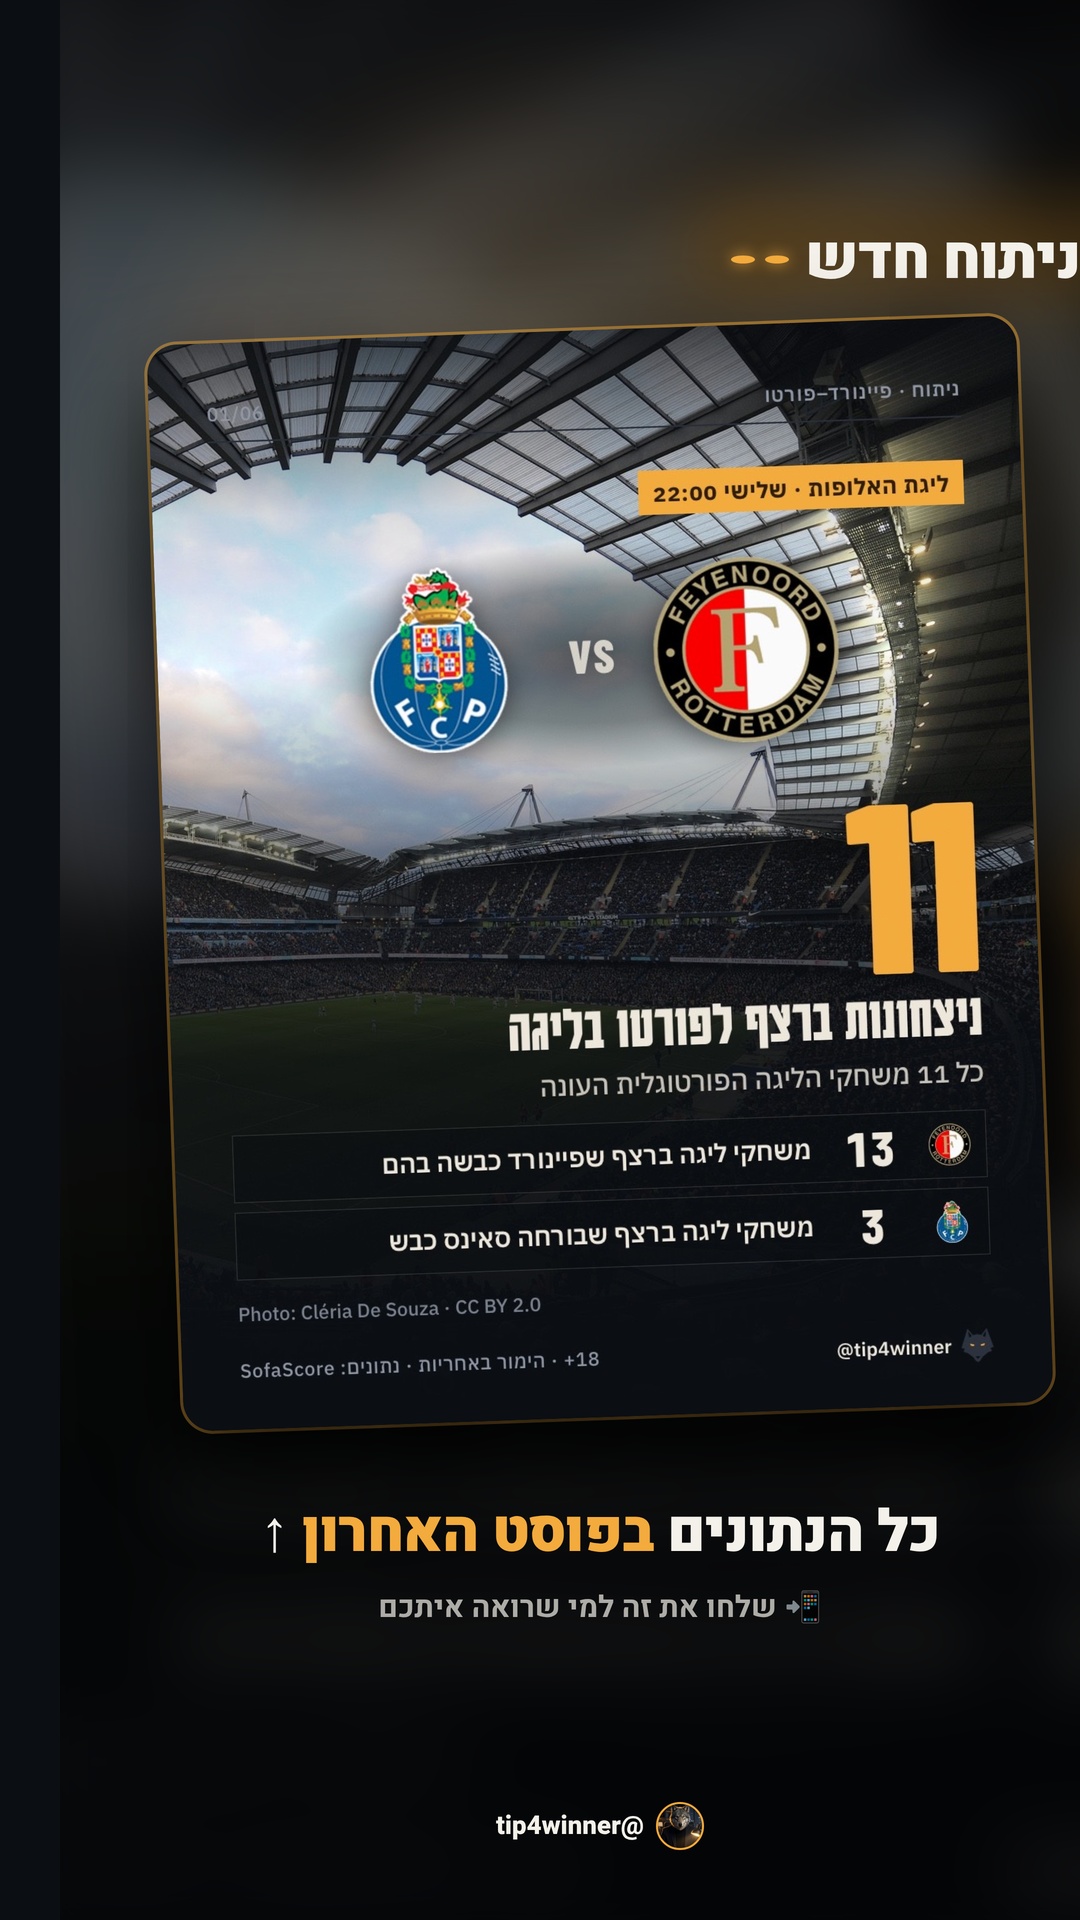 ניתוח חדש
ניתוח · פיינורד–פורטו
01/06
ליגת האלופות · שלישי 22:00
FEYENOORD
F
ROTTERDAM
VS
FCP
11
ניצחונות ברצף לפורטו בליגה
כל 11 משחקי הליגה הפורטוגלית העונה
13 משחקי ליגה ברצף שפיינורד כבשה בהם
3 משחקי ליגה ברצף שבורחה סאינס כבש
Photo: Cléria De Souza · CC BY 2.0
@tip4winner
18+ · הימור באחריות · נתונים: SofaScore
כל הנתונים בפוסט האחרון ↑
📲 שלחו את זה למי שרואה איתכם
@tip4winner